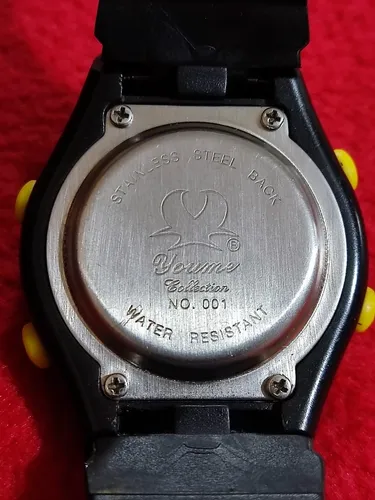 STAINLESS STEEL BACK
®
Youme
Collection
NO. 001
WATER RESISTANT